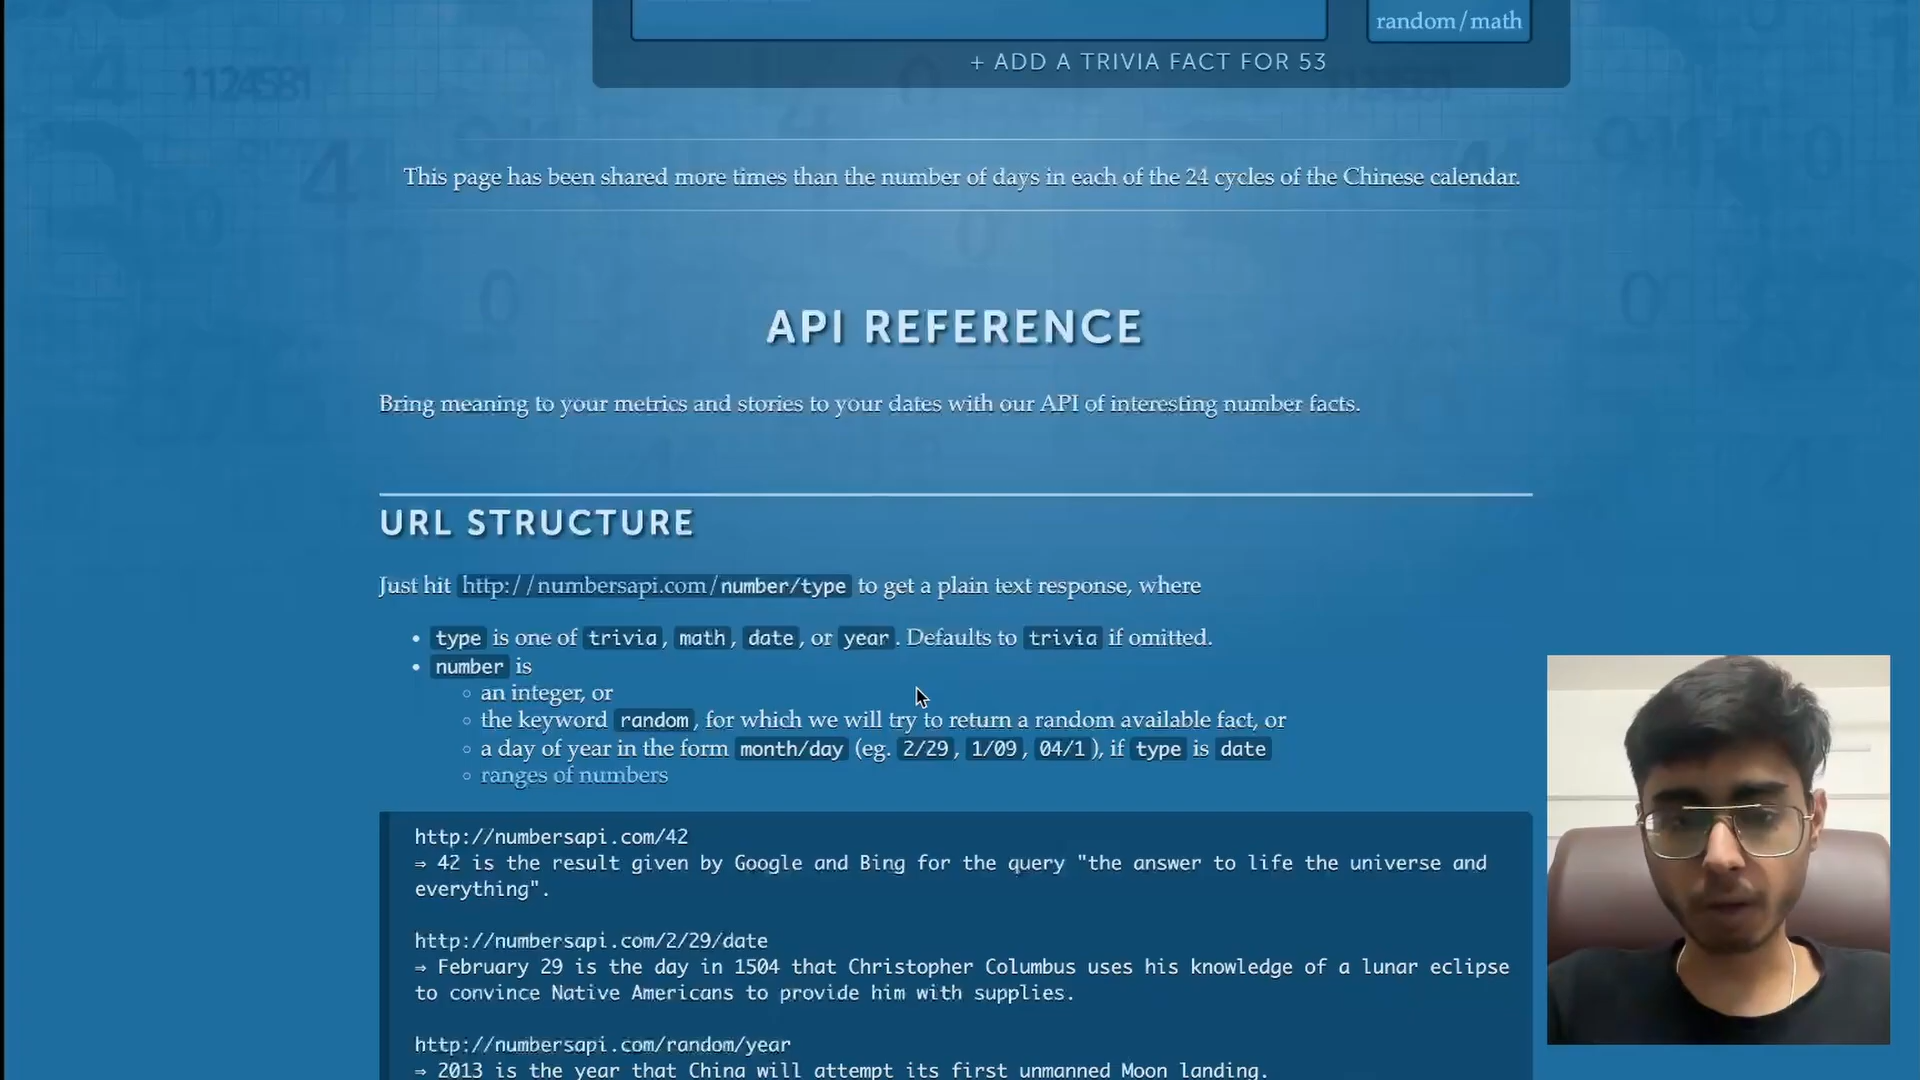 random/math
+ ADD A TRIVIA FACT FOR 53
1124581
This page has been shared more times than the number of days in each of the 24 cycles of the Chinese calendar.
API REFERENCE
Bring meaning to your metrics and stories to your dates with our API of interesting number facts.
URL STRUCTURE
Just hit http://numbersapi.com/number/type to get a plain text response, where
• type is one of trivia, math, date, or year. Defaults to trivia if omitted.
• number is
◦ an integer, or
◦ the keyword random, for which we will try to return a random available fact, or
◦ a day of year in the form month/day (eg. 2/29, 1/09, 04/1), if type is date
◦ ranges of numbers
http://numbersapi.com/42
⇒ 42 is the result given by Google and Bing for the query "the answer to life the universe and
everything".
http://numbersapi.com/2/29/date
⇒ February 29 is the day in 1504 that Christopher Columbus uses his knowledge of a lunar eclipse
to convince Native Americans to provide him with supplies.
http://numbersapi.com/random/year
⇒ 2013 is the year that China will attempt its first unmanned Moon landing.